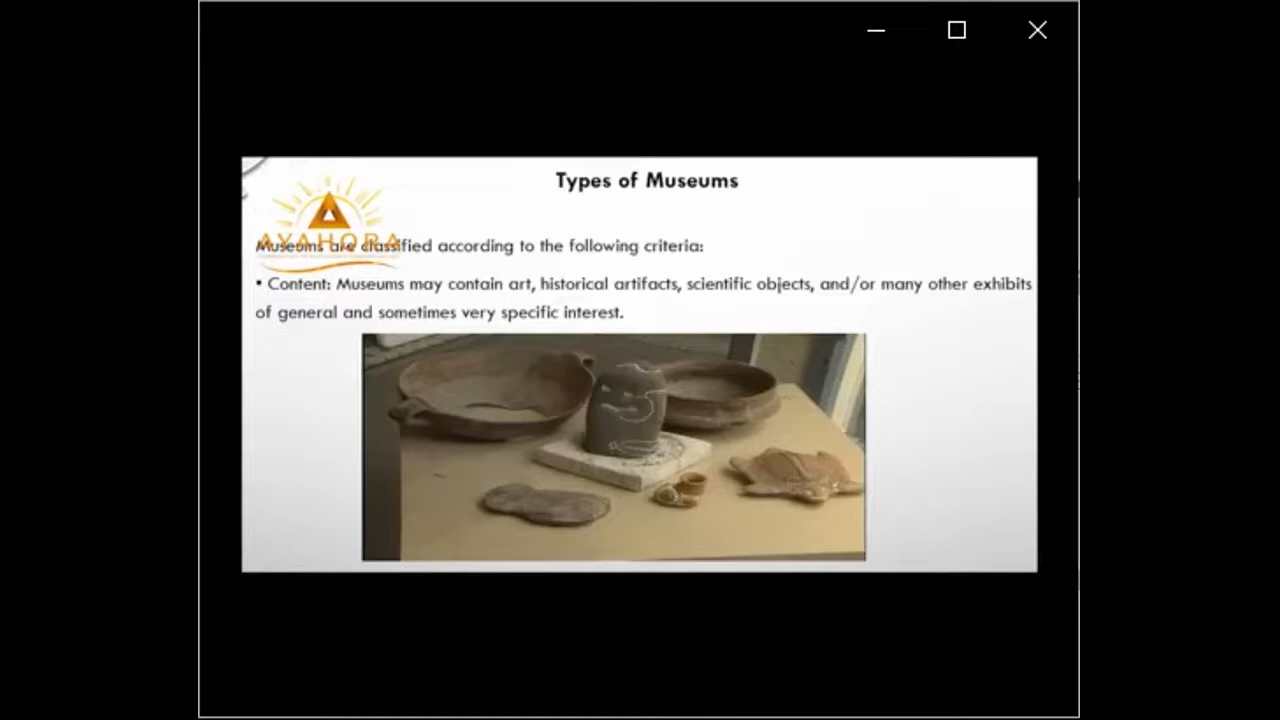 Types of Museums
AYAHORA
Museums are classified according to the following criteria:
• Content: Museums may contain art, historical artifacts, scientific objects, and/or many other exhibits
of general and sometimes very specific interest.